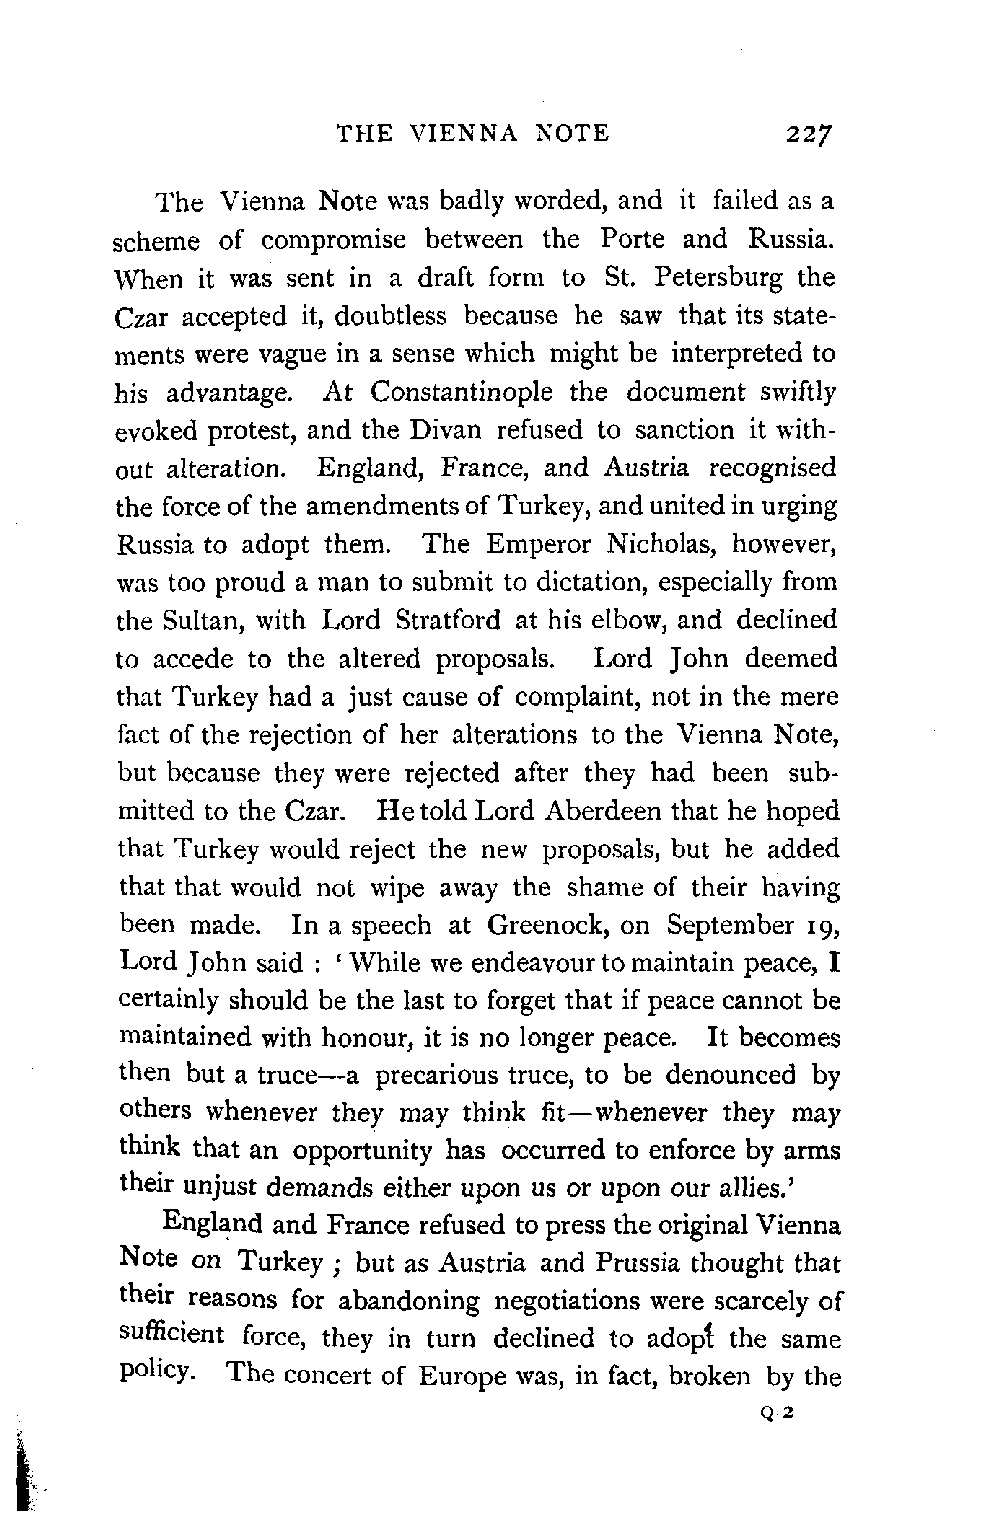 THE VIENNA NOTE 227
The Vienna Note was badly worded, and it failed as a
scheme of compromise between the Porte and Russia.
When it was sent in a draft form to St. Petersburg the
Czar accepted it, doubtless because he saw that its state-
ments were vague in a sense which might be interpreted to
his advantage. At Constantinople the document swiftly
evoked protest, and the Divan refused to sanction it with-
out alteration. England, France, and Austria recognised
the force of the amendments of Turkey, and united in urging
Russia to adopt them. The Emperor Nicholas, however,
was too proud a man to submit to dictation, especially from
the Sultan, with Lord Stratford at his elbow, and declined
to accede to the altered proposals. Lord John deemed
that Turkey had a just cause of complaint, not in the mere
fact of the rejection of her alterations to the Vienna Note,
but because they were rejected after they had been sub-
mitted to the Czar. He told Lord Aberdeen that he hoped
that Turkey would reject the new proposals, but he added
that that would not wipe away the shame of their having
been made. In a speech at Greenock, on September 19,
Lord John said : ‘ While we endeavour to maintain peace, I
certainly should be the last to forget that if peace cannot be
maintained with honour, it is no longer peace. It becomes
then but a truce—a precarious truce, to be denounced by
others whenever they may think fit—whenever they may
think that an opportunity has occurred to enforce by arms
their unjust demands either upon us or upon our allies.’
England and France refused to press the original Vienna
Note on Turkey ; but as Austria and Prussia thought that
their reasons for abandoning negotiations were scarcely of
sufficient force, they in turn declined to adopt the same
policy. The concert of Europe was, in fact, broken by the
Q 2